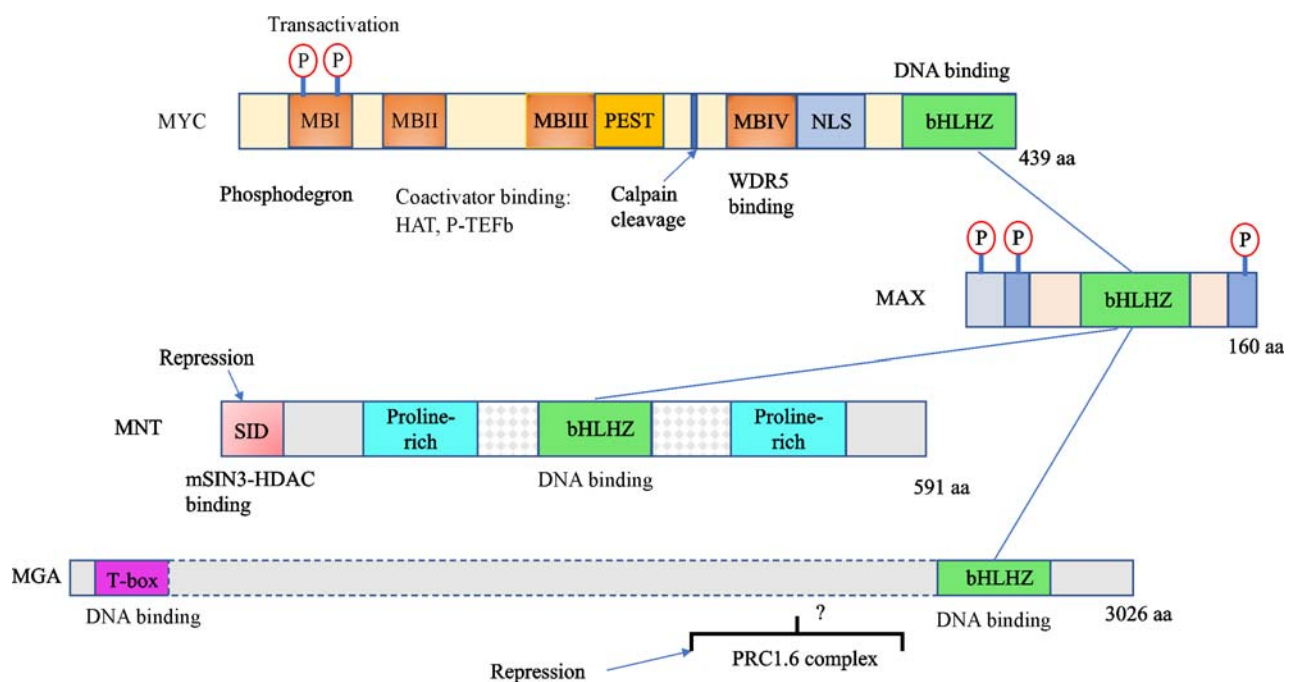 Transactivation
P P
DNA binding
MYC
MBI MBII MBIII PEST MBIV NLS bHLHZ
439 aa
Phosphodegron
Coactivator binding:
HAT, P-TEFb
Calpain
cleavage
WDR5
binding
P P P
MAX
bHLHZ
160 aa
Repression
MNT
SID
Proline-
rich
bHLHZ
Proline-
rich
mSIN3-HDAC
binding
DNA binding
591 aa
MGA
T-box
bHLHZ
DNA binding
DNA binding
3026 aa
?
PRC1.6 complex
Repression